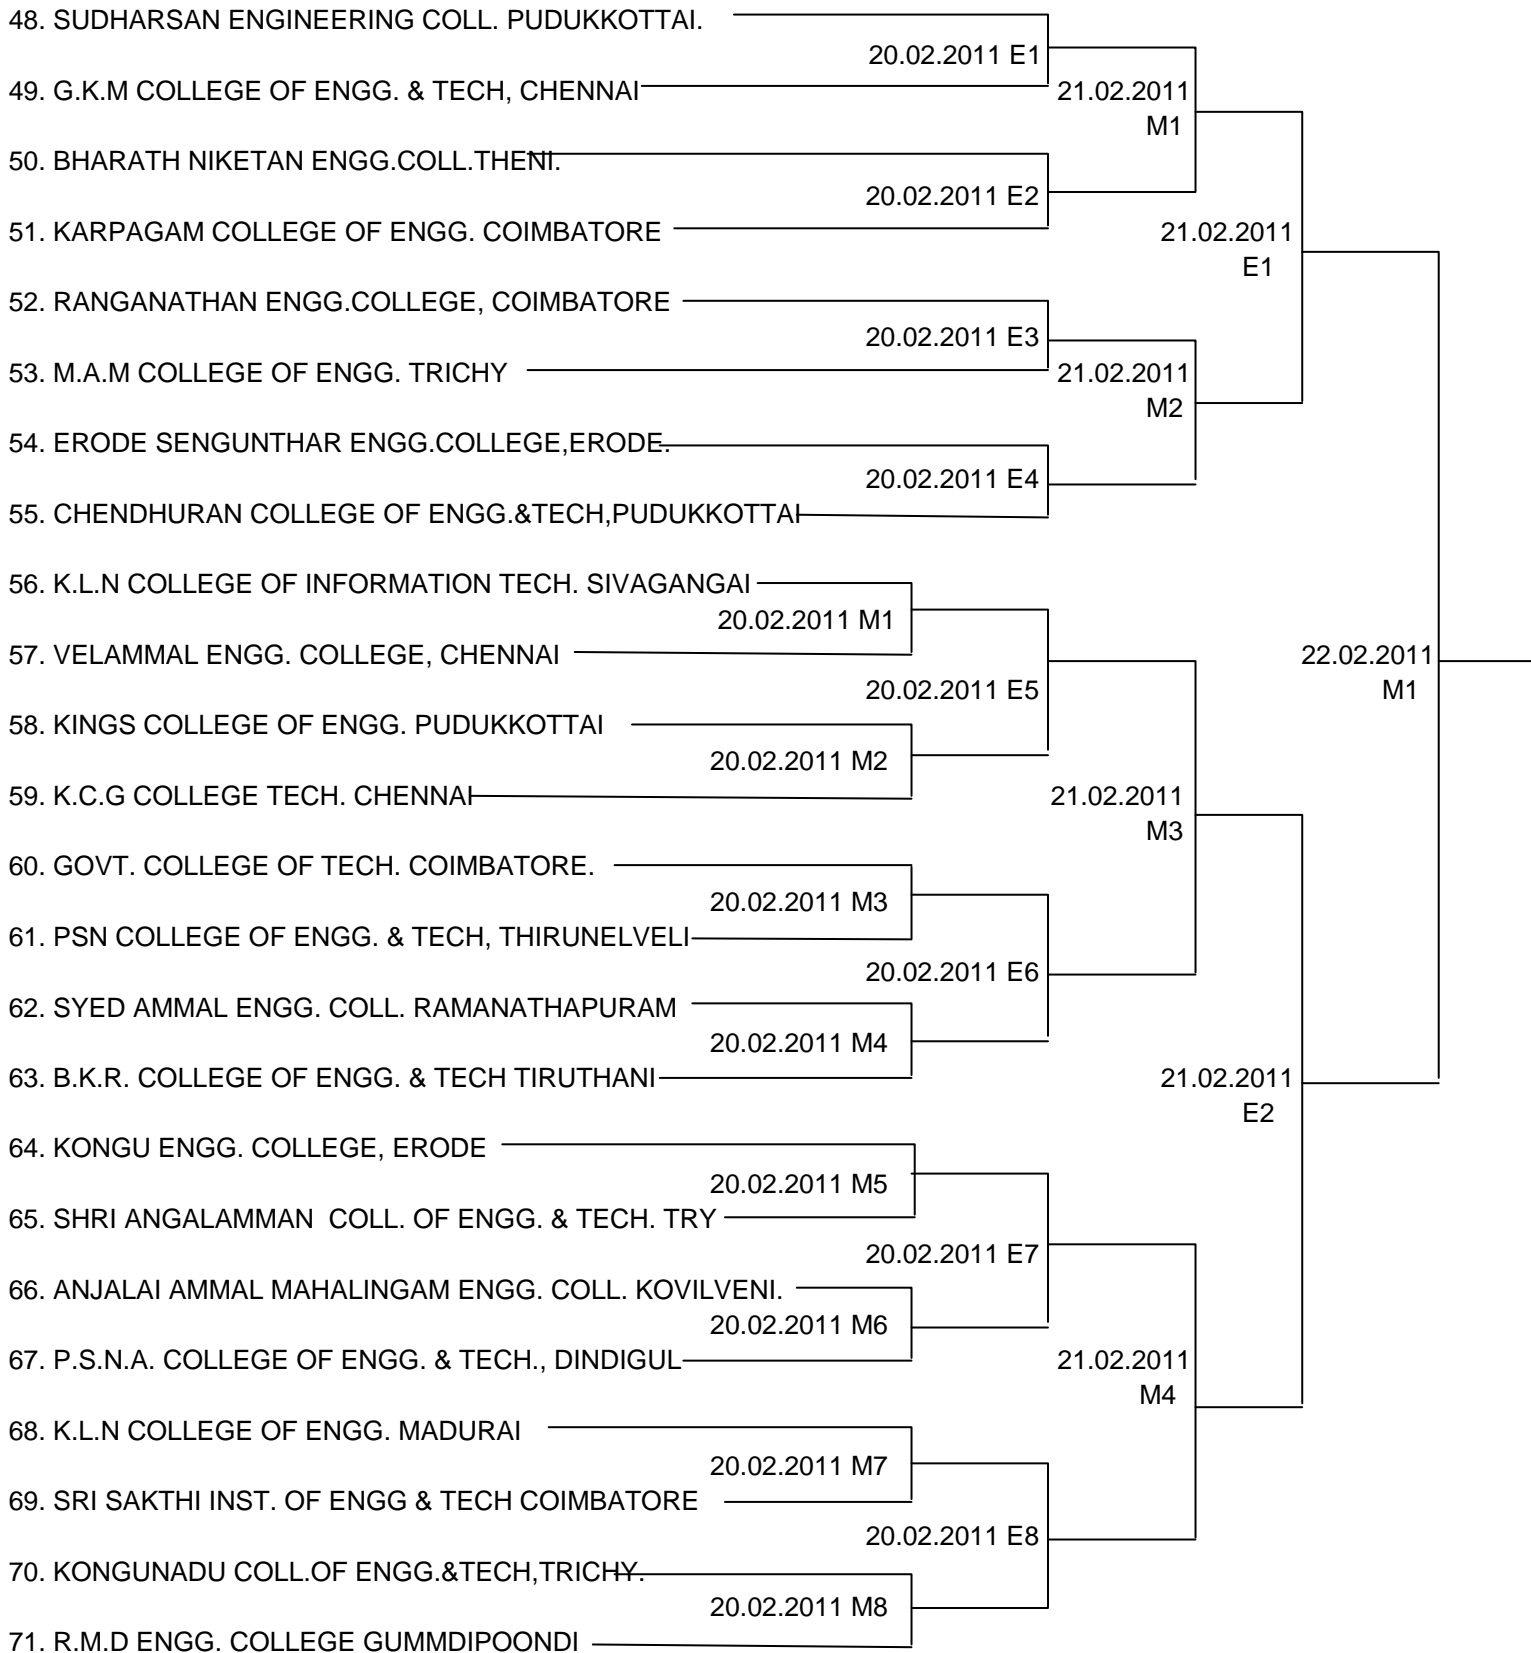 48. SUDHARSAN ENGINEERING COLL. PUDUKKOTTAI.
20.02.2011 E1
49. G.K.M COLLEGE OF ENGG. & TECH, CHENNAI
21.02.2011
M1
50. BHARATH NIKETAN ENGG.COLL.THENI.
20.02.2011 E2
51. KARPAGAM COLLEGE OF ENGG. COIMBATORE
21.02.2011
E1
52. RANGANATHAN ENGG.COLLEGE, COIMBATORE
20.02.2011 E3
53. M.A.M COLLEGE OF ENGG. TRICHY
21.02.2011
M2
54. ERODE SENGUNTHAR ENGG.COLLEGE,ERODE.
20.02.2011 E4
55. CHENDHURAN COLLEGE OF ENGG.&TECH,PUDUKKOTTAI
56. K.L.N COLLEGE OF INFORMATION TECH. SIVAGANGAI
20.02.2011 M1
57. VELAMMAL ENGG. COLLEGE, CHENNAI
22.02.2011
20.02.2011 E5
M1
58. KINGS COLLEGE OF ENGG. PUDUKKOTTAI
20.02.2011 M2
59. K.C.G COLLEGE TECH. CHENNAI
21.02.2011
M3
60. GOVT. COLLEGE OF TECH. COIMBATORE.
20.02.2011 M3
61. PSN COLLEGE OF ENGG. & TECH, THIRUNELVELI
20.02.2011 E6
62. SYED AMMAL ENGG. COLL. RAMANATHAPURAM
20.02.2011 M4
63. B.K.R. COLLEGE OF ENGG. & TECH TIRUTHANI
21.02.2011
E2
64. KONGU ENGG. COLLEGE, ERODE
20.02.2011 M5
65. SHRI ANGALAMMAN  COLL. OF ENGG. & TECH. TRY
20.02.2011 E7
66. ANJALAI AMMAL MAHALINGAM ENGG. COLL. KOVILVENI.
20.02.2011 M6
67. P.S.N.A. COLLEGE OF ENGG. & TECH., DINDIGUL
21.02.2011
M4
68. K.L.N COLLEGE OF ENGG. MADURAI
20.02.2011 M7
69. SRI SAKTHI INST. OF ENGG & TECH COIMBATORE
20.02.2011 E8
70. KONGUNADU COLL.OF ENGG.&TECH,TRICHY.
20.02.2011 M8
71. R.M.D ENGG. COLLEGE GUMMDIPOONDI